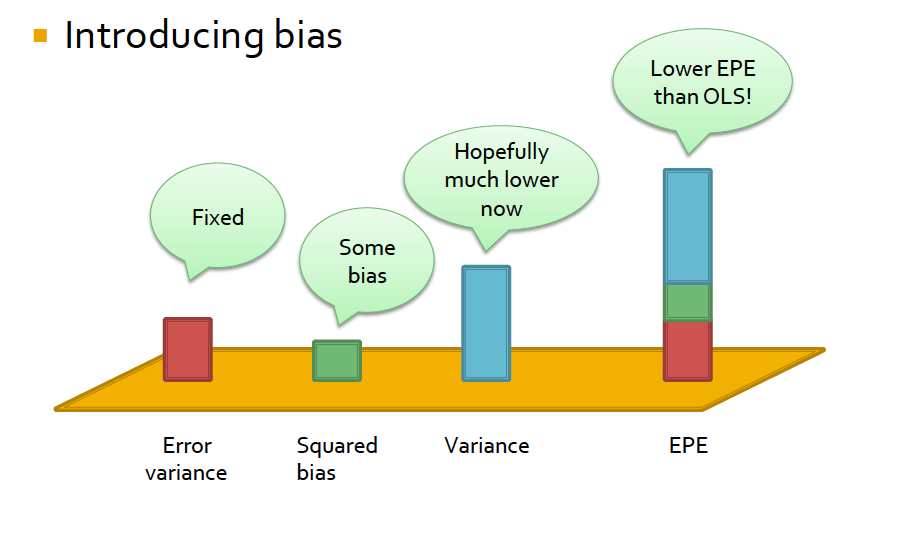 Introducing bias
Lower EPE
than OLS!
Hopefully
much lower
now
Fixed
Some
bias
Error
variance
Squared
bias
Variance
EPE